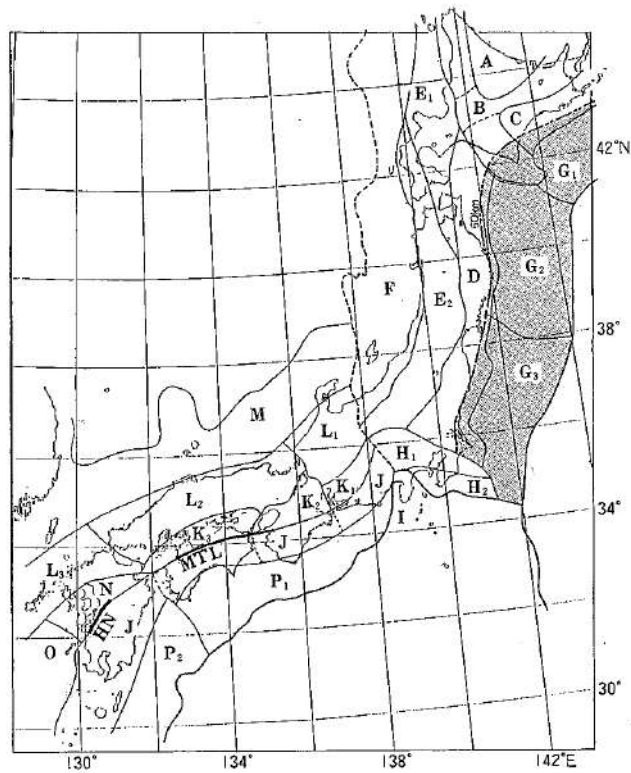 A
E₁
B
C
42°N
G₁
50km
G₂
D
F
E₂
38°
G₃
M
L₁
H₁
L₂
K₂
K₁
J
H₂
I
34°
K₃
J
MTL
L₃
P₁
N
HN
J
O
P₂
30°
130°
134°
138°
142°E